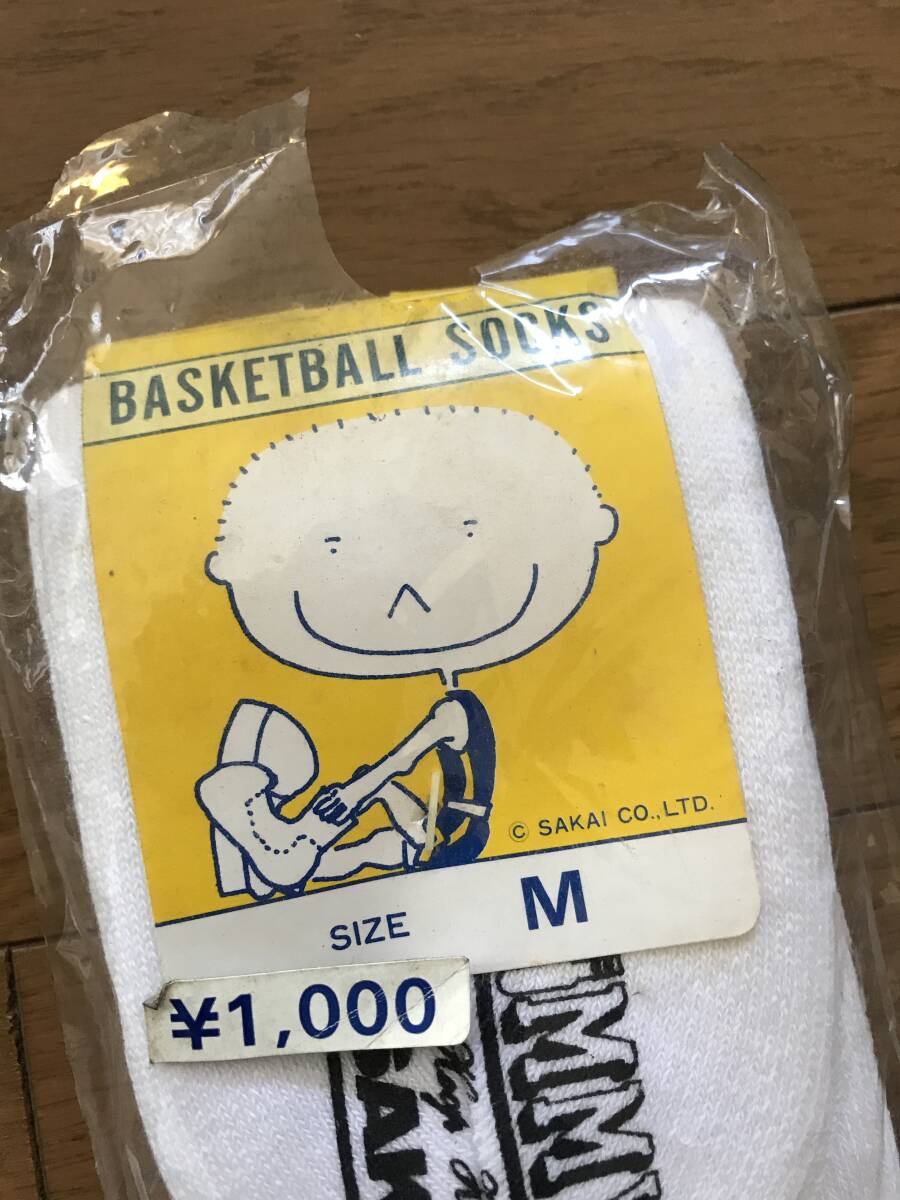 BASKETBALL SOCKS
© SAKAI CO.,LTD.
SIZE M
¥1,000